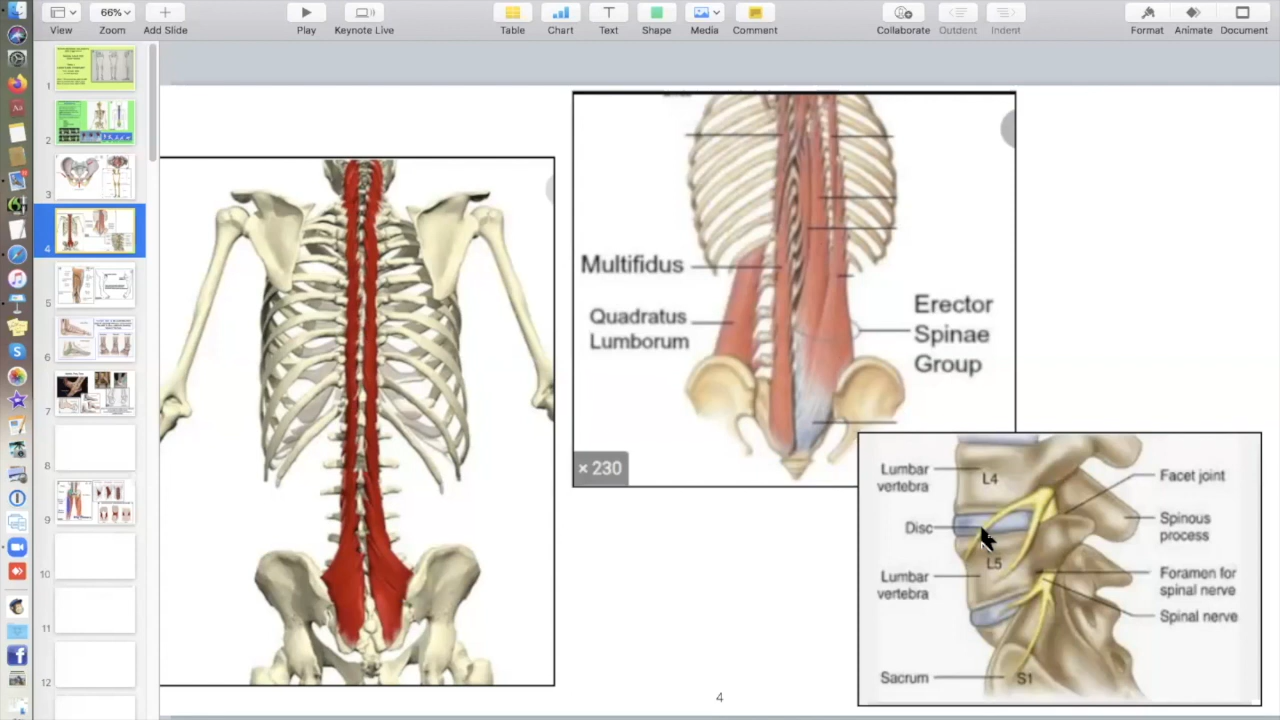 66%
View
Zoom
Add Slide
Play
Keynote Live
Table
Chart
Text
Shape
Media
Comment
Collaborate
Outdent
Indent
Format
Animate
Document
1
2
3
4
5
6
7
8
9
10
11
12
Multifidus
Quadratus
Lumborum
Erector
Spinae
Group
× 230
Lumbar
vertebra
L4
Disc
L5
Lumbar
vertebra
Sacrum
S1
Facet joint
Spinous
process
Foramen for
spinal nerve
Spinal nerve
4